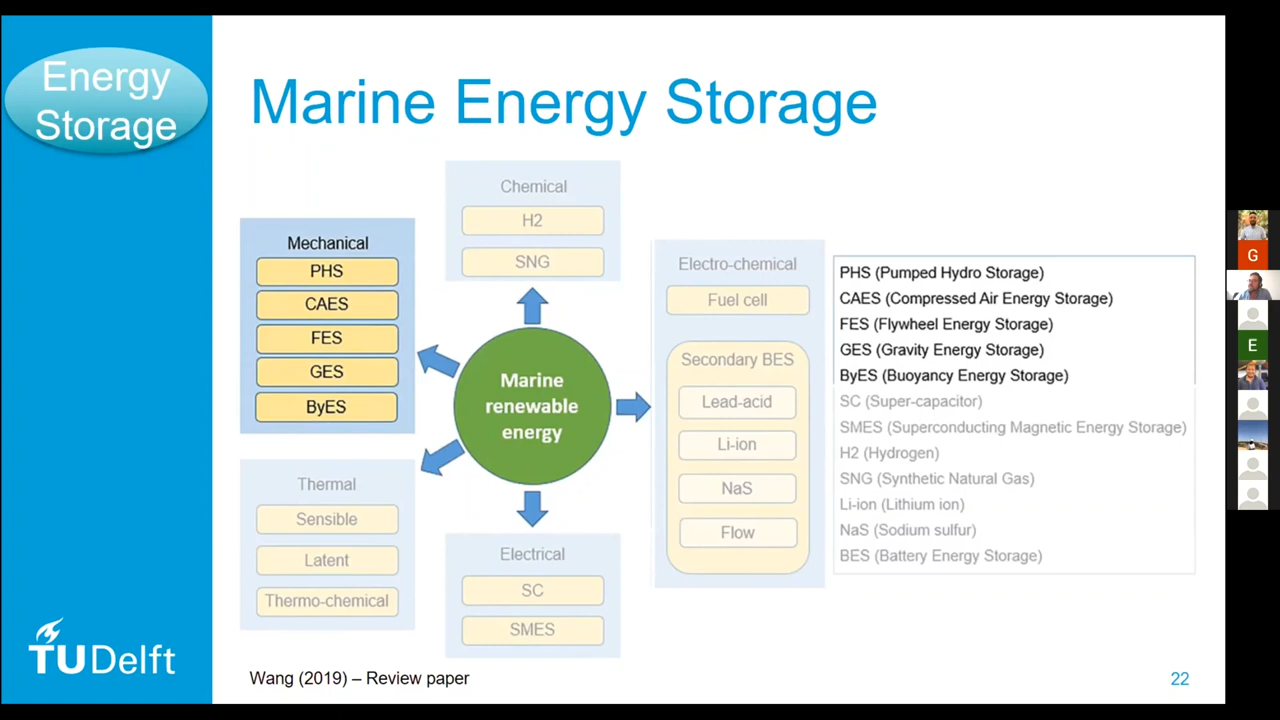 Energy
Storage
Marine Energy Storage
Chemical
H2
SNG
Mechanical
PHS
CAES
FES
GES
ByES
Marine
renewable
energy
Thermal
Sensible
Latent
Thermo-chemical
Electrical
SC
SMES
Electro-chemical
Fuel cell
Secondary BES
Lead-acid
Li-ion
NaS
Flow
PHS (Pumped Hydro Storage)
CAES (Compressed Air Energy Storage)
FES (Flywheel Energy Storage)
GES (Gravity Energy Storage)
ByES (Buoyancy Energy Storage)
SC (Super-capacitor)
SMES (Superconducting Magnetic Energy Storage)
H2 (Hydrogen)
SNG (Synthetic Natural Gas)
Li-ion (Lithium ion)
NaS (Sodium sulfur)
BES (Battery Energy Storage)
TUDelft
Wang (2019) – Review paper
22
G
E